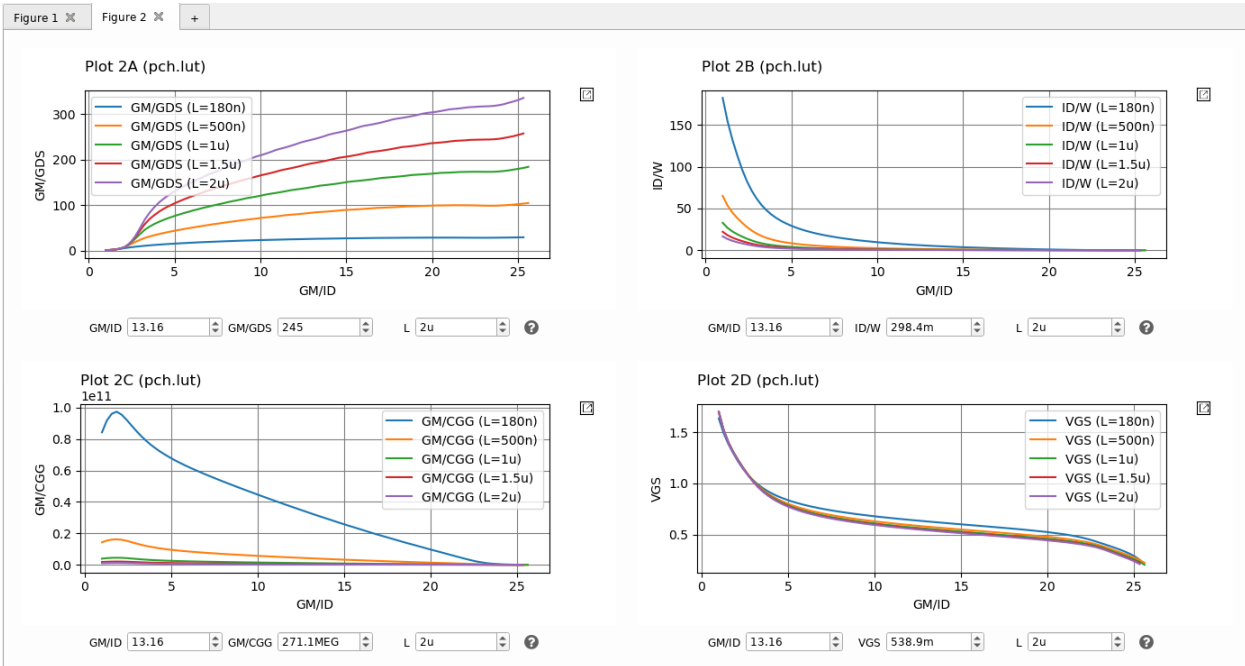 Figure 1
Figure 2
+
Plot 2A (pch.lut)
GM/GDS
300
200
100
0
GM/GDS (L=180n)
GM/GDS (L=500n)
GM/GDS (L=1u)
GM/GDS (L=1.5u)
GM/GDS (L=2u)
0 5 10 15 20 25
GM/ID
GM/ID 13.16 GM/GDS 245 L 2u ?
Plot 2B (pch.lut)
ID/W
150
100
50
0
ID/W (L=180n)
ID/W (L=500n)
ID/W (L=1u)
ID/W (L=1.5u)
ID/W (L=2u)
0 5 10 15 20 25
GM/ID
GM/ID 13.16 ID/W 298.4m L 2u ?
Plot 2C (pch.lut)
1e11
GM/CGG
1.0
0.8
0.6
0.4
0.2
0.0
GM/CGG (L=180n)
GM/CGG (L=500n)
GM/CGG (L=1u)
GM/CGG (L=1.5u)
GM/CGG (L=2u)
0 5 10 15 20 25
GM/ID
GM/ID 13.16 GM/CGG 271.1MEG L 2u ?
Plot 2D (pch.lut)
VGS
1.5
1.0
0.5
VGS (L=180n)
VGS (L=500n)
VGS (L=1u)
VGS (L=1.5u)
VGS (L=2u)
0 5 10 15 20 25
GM/ID
GM/ID 13.16 VGS 538.9m L 2u ?